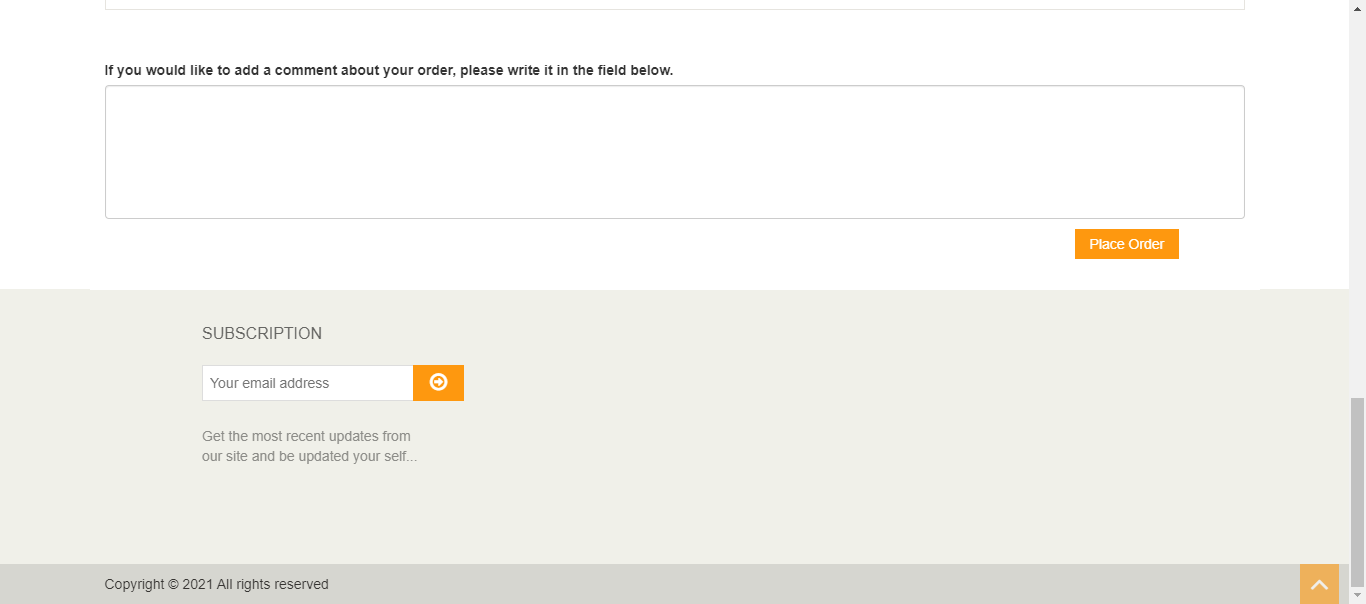 If you would like to add a comment about your order, please write it in the field below.
Place Order
SUBSCRIPTION
Your email address
Get the most recent updates from
our site and be updated your self...
Copyright © 2021 All rights reserved